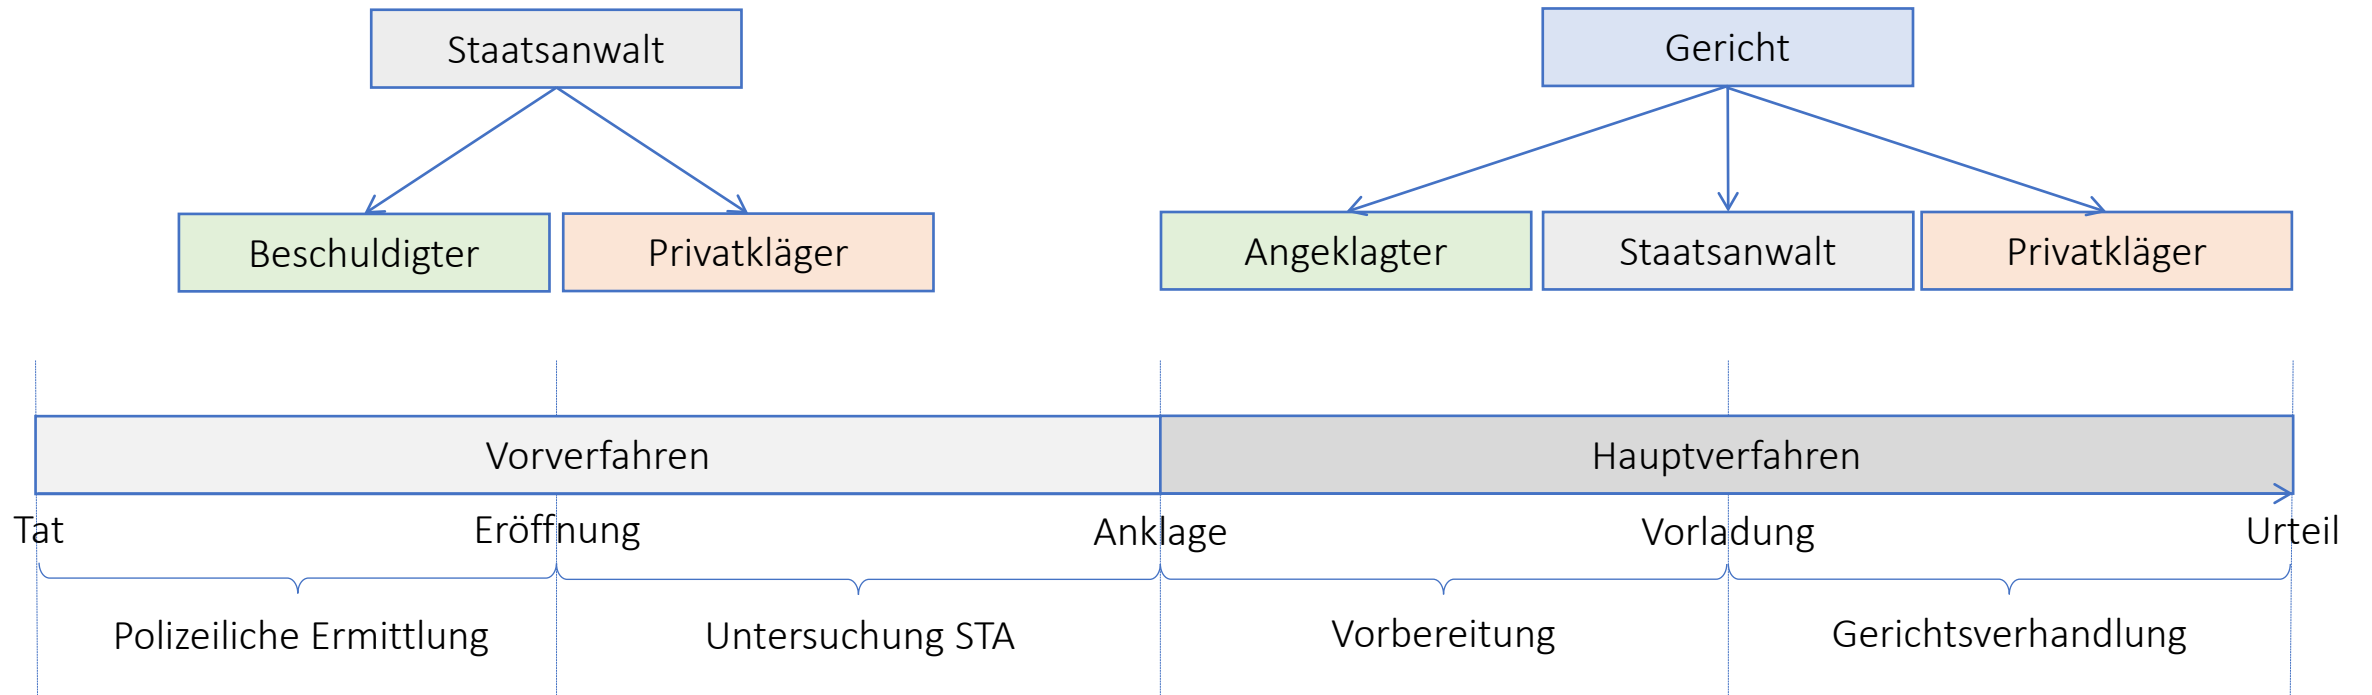 Staatsanwalt
Gericht
Beschuldigter
Privatkläger
Angeklagter
Staatsanwalt
Privatkläger
Vorverfahren
Hauptverfahren
Tat
Eröffnung
Anklage
Vorladung
Urteil
Polizeiliche Ermittlung
Untersuchung STA
Vorbereitung
Gerichtsverhandlung